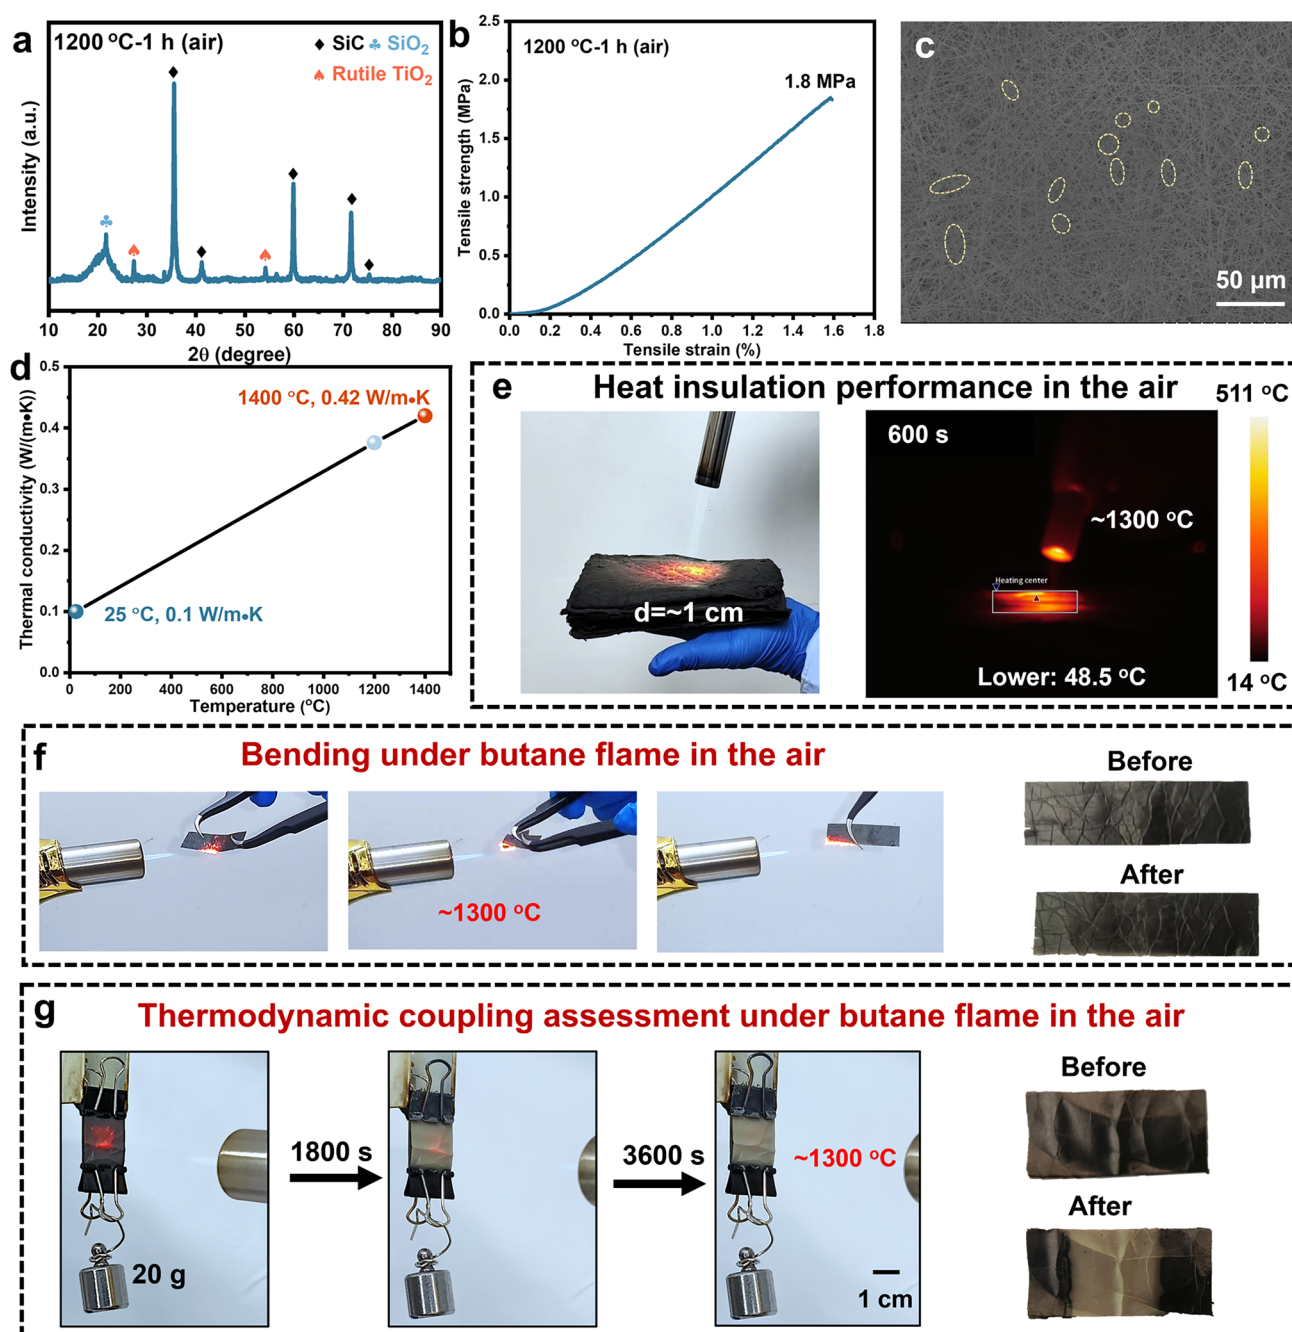 a
1200 °C-1 h (air)
♦ SiC ♣ SiO₂
♠ Rutile TiO₂
Intensity (a.u.)
10 20 30 40 50 60 70 80 90
2θ (degree)
b
1200 °C-1 h (air)
1.8 MPa
Tensile strength (MPa)
2.5
2.0
1.5
1.0
0.5
0.0
0.0 0.2 0.4 0.6 0.8 1.0 1.2 1.4 1.6 1.8
Tensile strain (%)
c
50 µm
d
1400 °C, 0.42 W/m•K
25 °C, 0.1 W/m•K
Thermal conductivity (W/(m•K))
0.5
0.4
0.3
0.2
0.1
0.0
0 200 400 600 800 1000 1200 1400
Temperature (°C)
e
Heat insulation performance in the air
d=~1 cm
600 s
~1300 °C
Heating center
Lower: 48.5 °C
511 °C
14 °C
f
Bending under butane flame in the air
~1300 °C
Before
After
g
Thermodynamic coupling assessment under butane flame in the air
20 g
1800 s
3600 s
~1300 °C
1 cm
Before
After